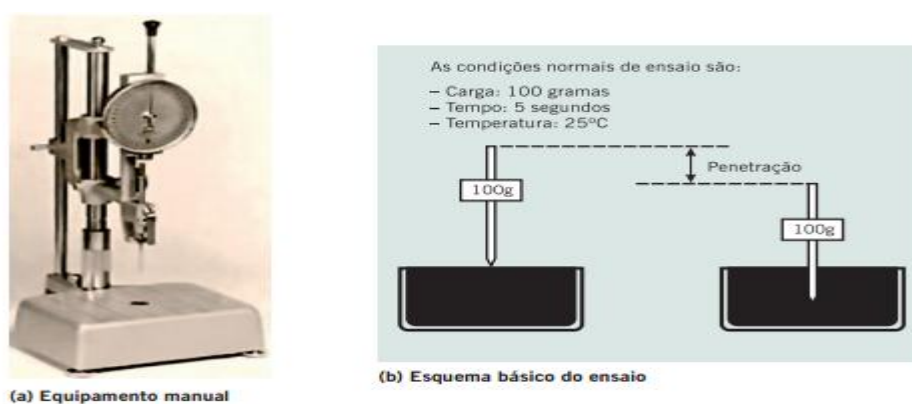 As condições normais de ensaio são:
– Carga: 100 gramas
– Tempo: 5 segundos
– Temperatura: 25ºC
Penetração
100g
100g
(b) Esquema básico do ensaio
(a) Equipamento manual